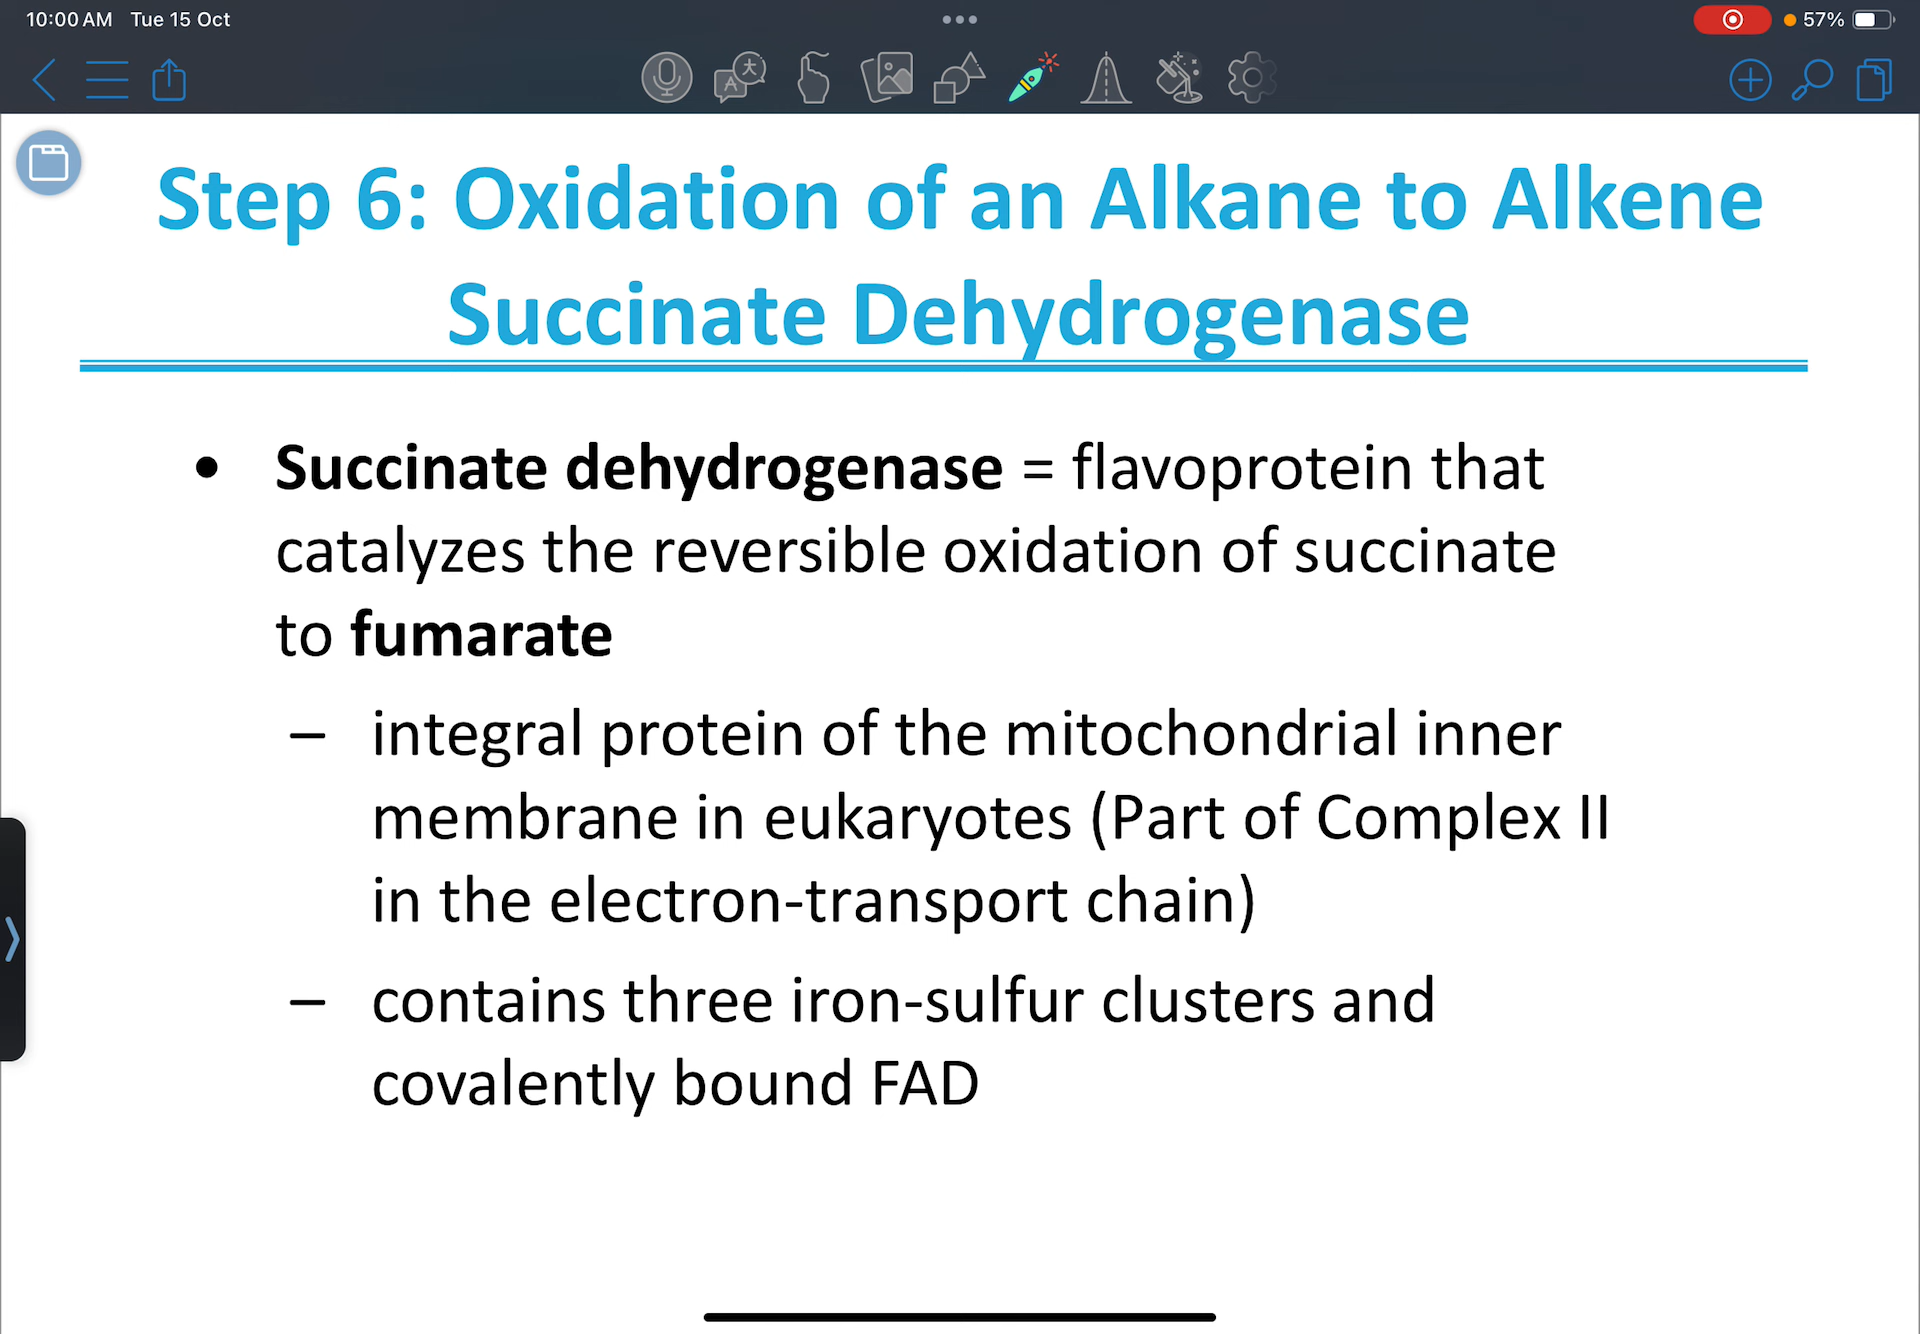 10:00 AM Tue 15 Oct
57%
Step 6: Oxidation of an Alkane to Alkene
Succinate Dehydrogenase
• Succinate dehydrogenase = flavoprotein that
catalyzes the reversible oxidation of succinate
to fumarate
– integral protein of the mitochondrial inner
membrane in eukaryotes (Part of Complex II
in the electron-transport chain)
– contains three iron-sulfur clusters and
covalently bound FAD